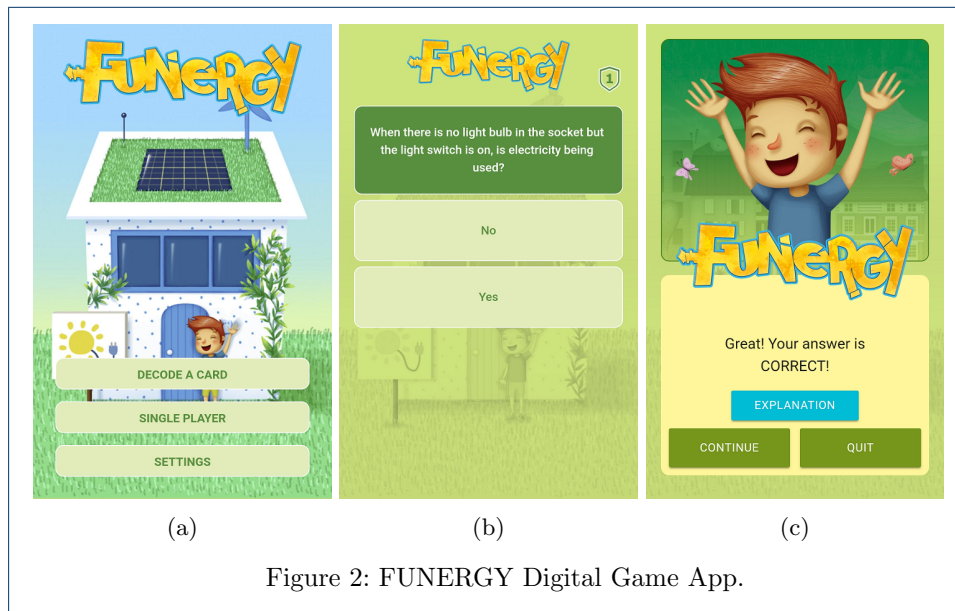 FUNERGY
DECODE A CARD
SINGLE PLAYER
SETTINGS
(a)
FUNERGY
1
When there is no light bulb in the socket but
the light switch is on, is electricity being
used?
No
Yes
(b)
FUNERGY
Great! Your answer is
CORRECT!
EXPLANATION
CONTINUE
QUIT
(c)
Figure 2: FUNERGY Digital Game App.